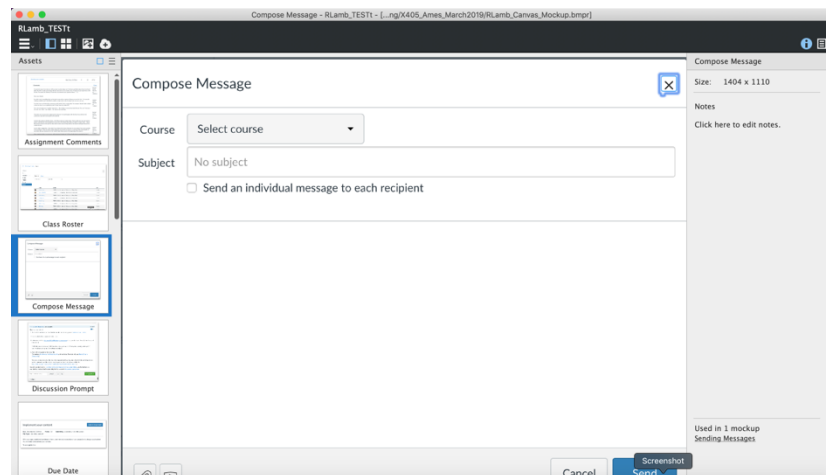 Compose Message - RLamb_TESTt - [...ng/X405_Ames_March2019/RLamb_Canvas_Mockup.bmpr]
RLamb_TESTt
Assets
Assignment Comments
Class Roster
Compose Message
Discussion Prompt
Due Date
Compose Message
Course
Select course
Subject
No subject
Send an individual message to each recipient
Cancel
Send
Screenshot
Compose Message
Size: 1404 x 1110
Notes
Click here to edit notes.
Used in 1 mockup
Sending Messages